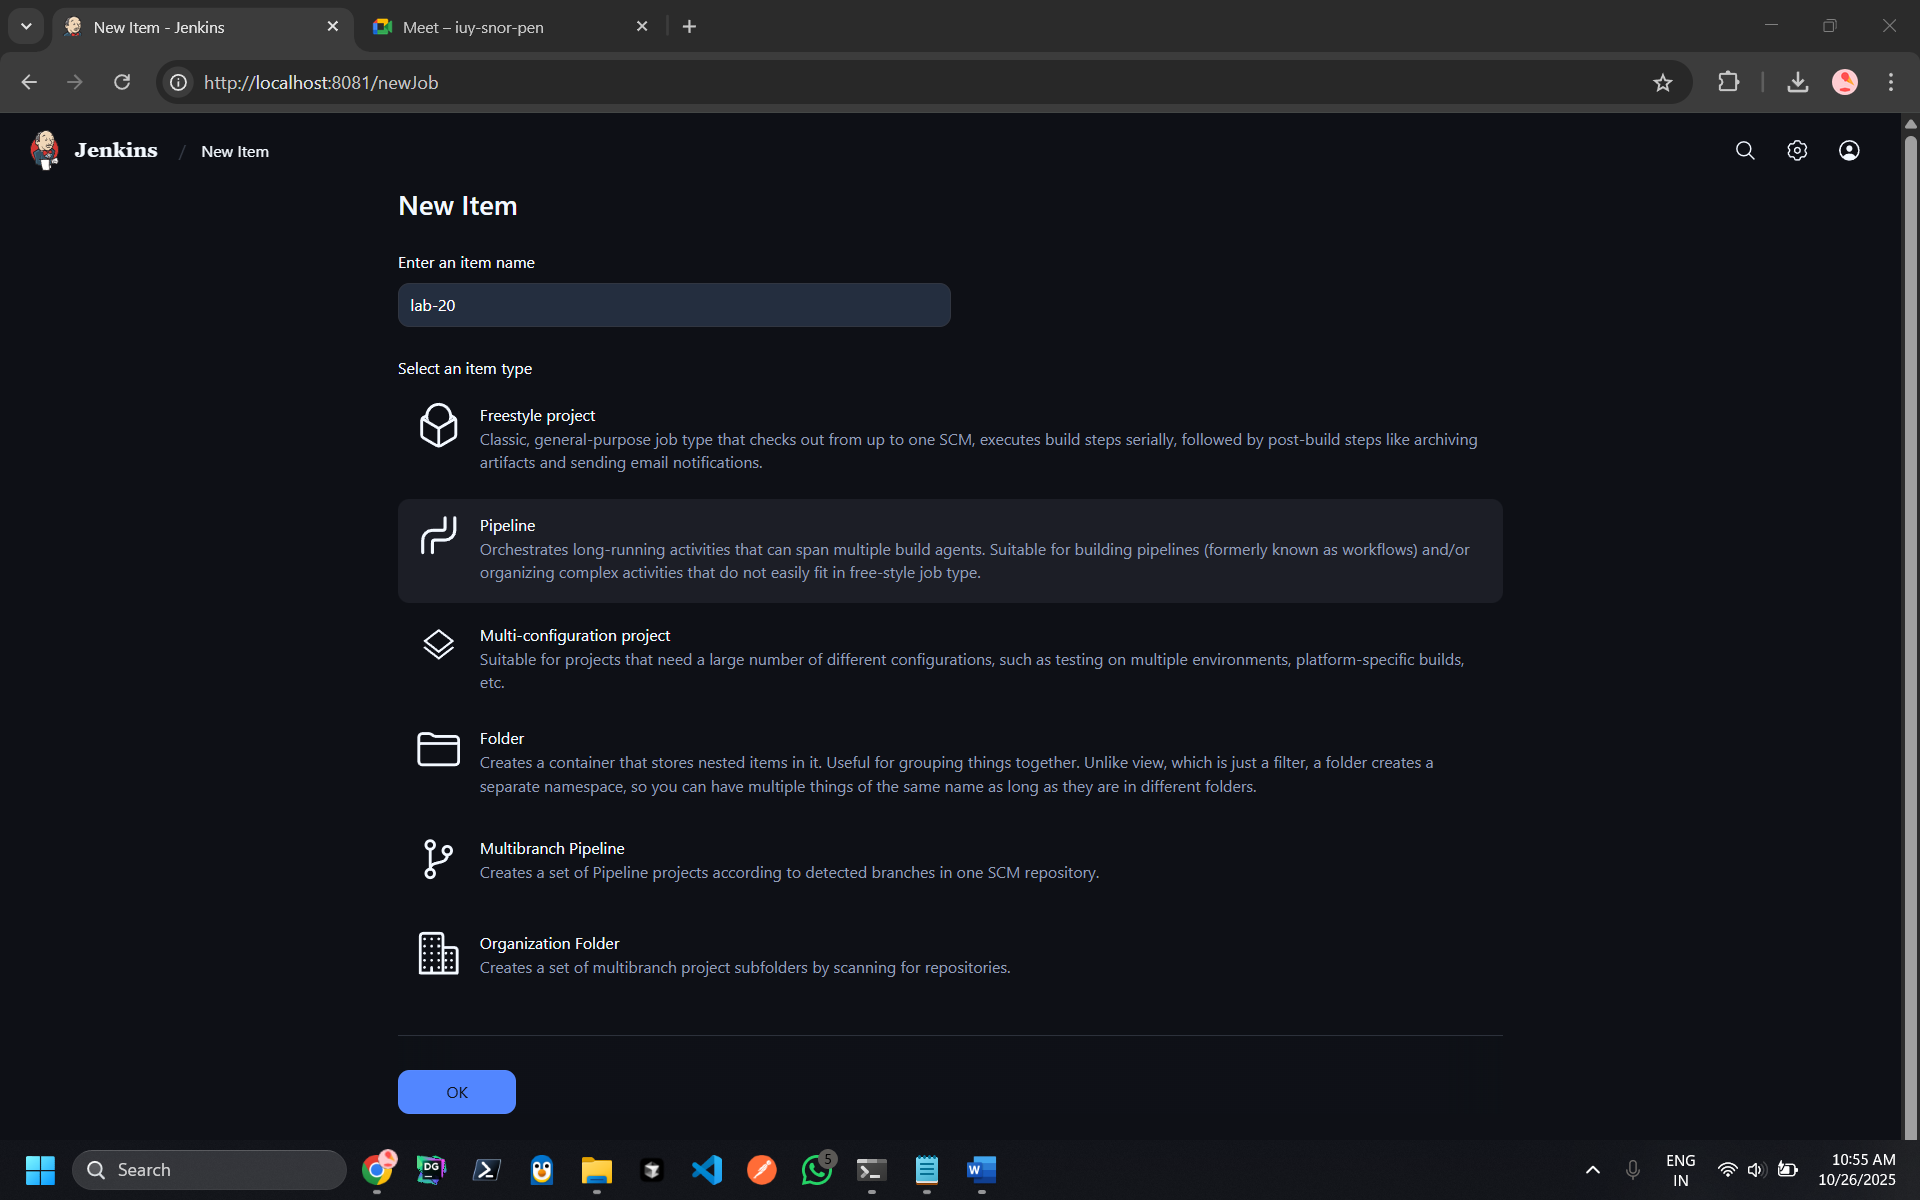 New Item - Jenkins
Meet – iuy-snor-pen
http://localhost:8081/newJob
Jenkins / New Item
New Item
Enter an item name
lab-20
Select an item type
Freestyle project
Classic, general-purpose job type that checks out from up to one SCM, executes build steps serially, followed by post-build steps like archiving
artifacts and sending email notifications.
Pipeline
Orchestrates long-running activities that can span multiple build agents. Suitable for building pipelines (formerly known as workflows) and/or
organizing complex activities that do not easily fit in free-style job type.
Multi-configuration project
Suitable for projects that need a large number of different configurations, such as testing on multiple environments, platform-specific builds,
etc.
Folder
Creates a container that stores nested items in it. Useful for grouping things together. Unlike view, which is just a filter, a folder creates a
separate namespace, so you can have multiple things of the same name as long as they are in different folders.
Multibranch Pipeline
Creates a set of Pipeline projects according to detected branches in one SCM repository.
Organization Folder
Creates a set of multibranch project subfolders by scanning for repositories.
OK
Search
DG
5
W
ENG
IN
10:55 AM
10/26/2025